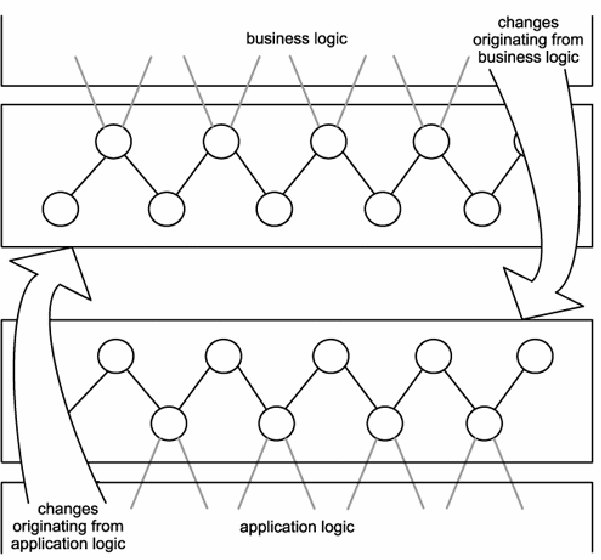 business logic
changes
originating from
business logic
changes
originating from
application logic
application logic